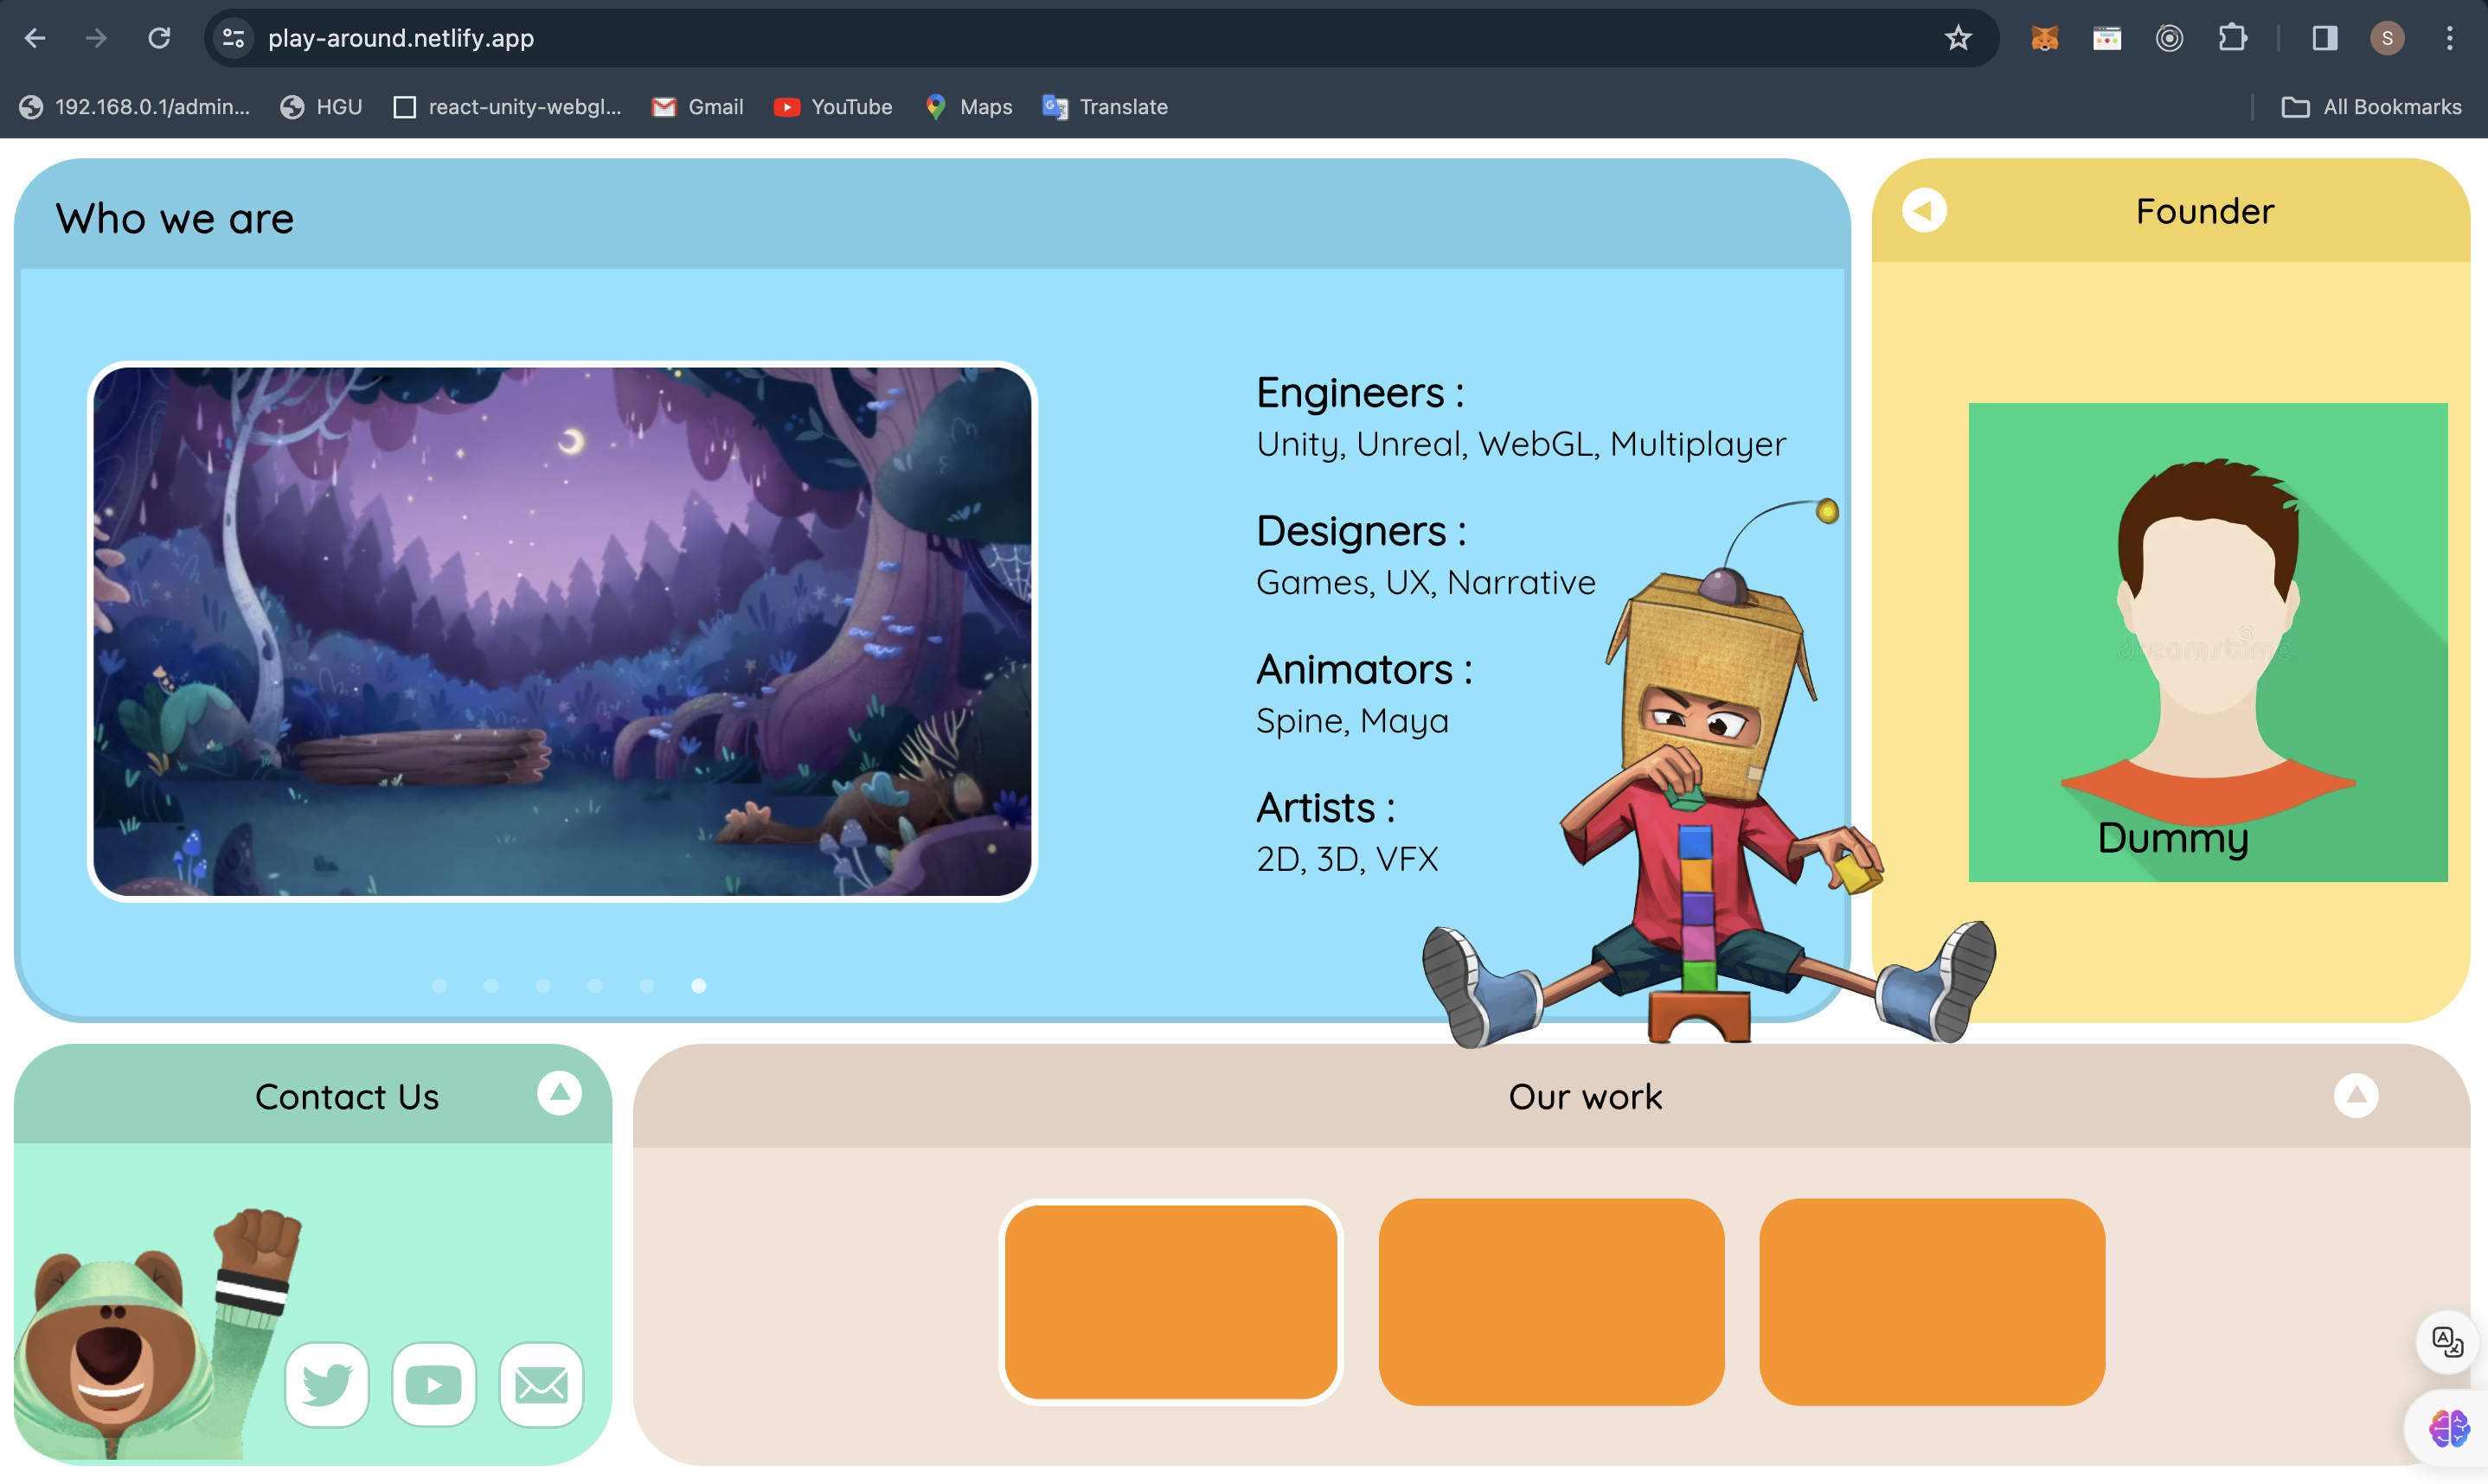 play-around.netlify.app
S
192.168.0.1/admin...
HGU
react-unity-webgl...
Gmail
YouTube
Maps
Translate
All Bookmarks
Who we are
Founder
Engineers :
Unity, Unreal, WebGL, Multiplayer
Designers :
Games, UX, Narrative
Animators :
Spine, Maya
Artists :
2D, 3D, VFX
dreamstime
Dummy
Contact Us
Our work